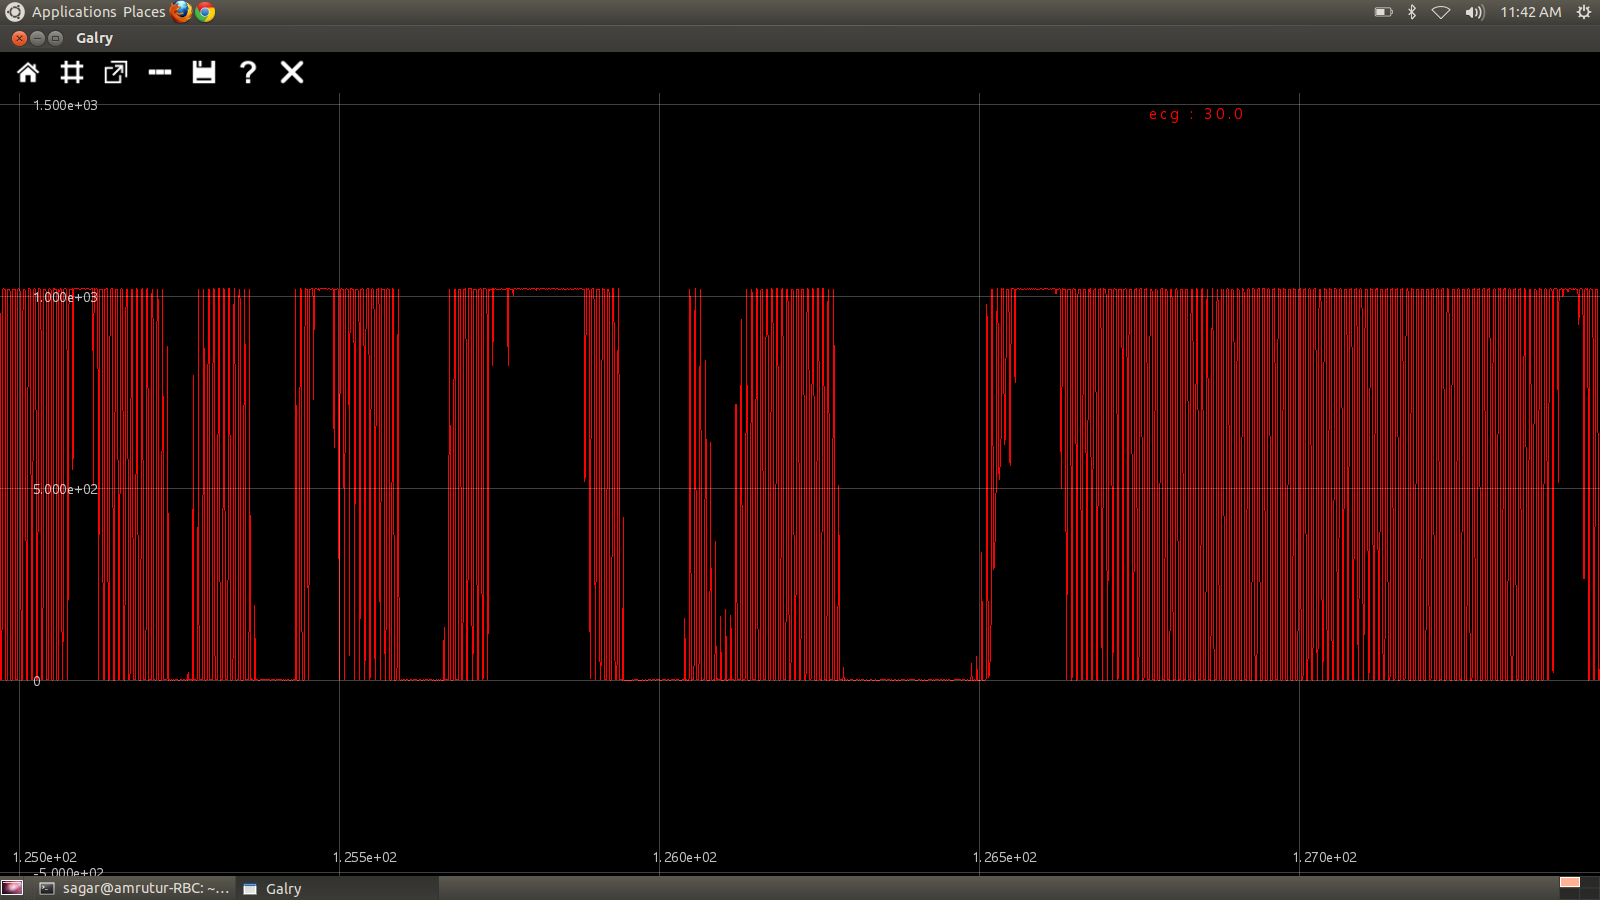 Applications Places 11:42 AM
Galry
?
1.500e+03
ecg : 30.0
1.000e+03
5.000e+02
0
1.250e+02 1.255e+02 1.260e+02 1.265e+02 1.270e+02
-5.000e+02
sagar@amrutur-RBC: ~... Galry